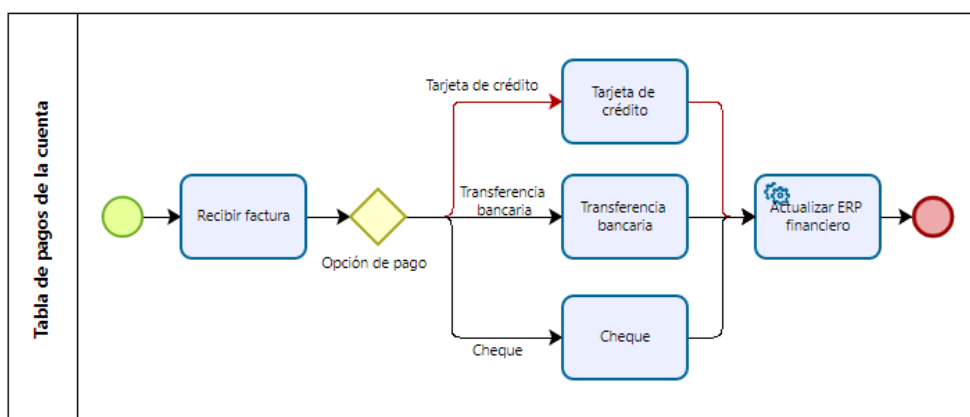 Tabla de pagos de la cuenta
Recibir factura
Opción de pago
Tarjeta de crédito
Tarjeta de
crédito
Transferencia
bancaria
Transferencia
bancaria
Cheque
Cheque
Actualizar ERP
financiero